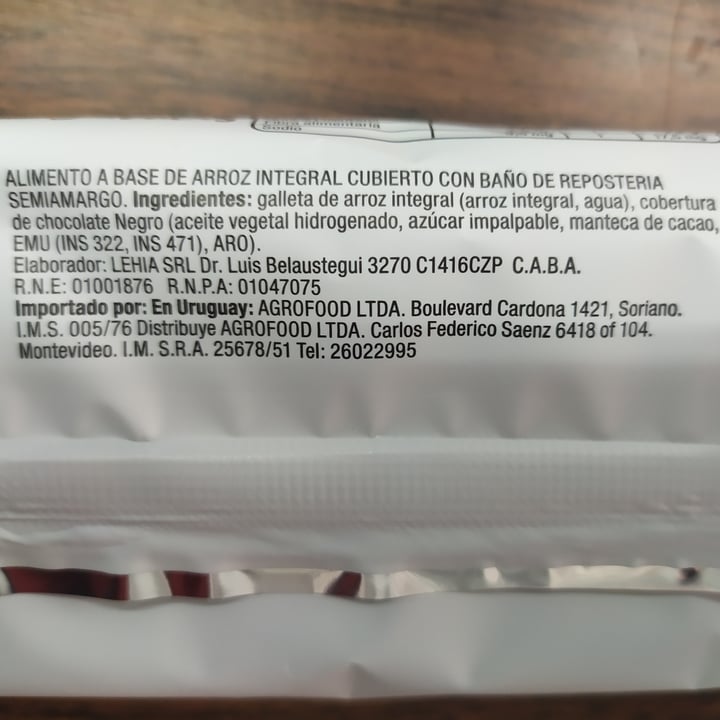 Fibra alimentaria
Sodio
ALIMENTO A BASE DE ARROZ INTEGRAL CUBIERTO CON BAÑO DE REPOSTERIA
SEMIAMARGO. Ingredientes: galleta de arroz integral (arroz integral, agua), cobertura
de chocolate Negro (aceite vegetal hidrogenado, azúcar impalpable, manteca de cacao,
EMU (INS 322, INS 471), ARO).
Elaborador: LEHIA SRL Dr. Luis Belaustegui 3270 C1416CZP C.A.B.A.
R.N.E: 01001876 R.N.P.A: 01047075
Importado por: En Uruguay: AGROFOOD LTDA. Boulevard Cardona 1421, Soriano.
I.M.S. 005/76 Distribuye AGROFOOD LTDA. Carlos Federico Saenz 6418 of 104.
Montevideo. I.M. S.R.A. 25678/51 Tel: 26022995